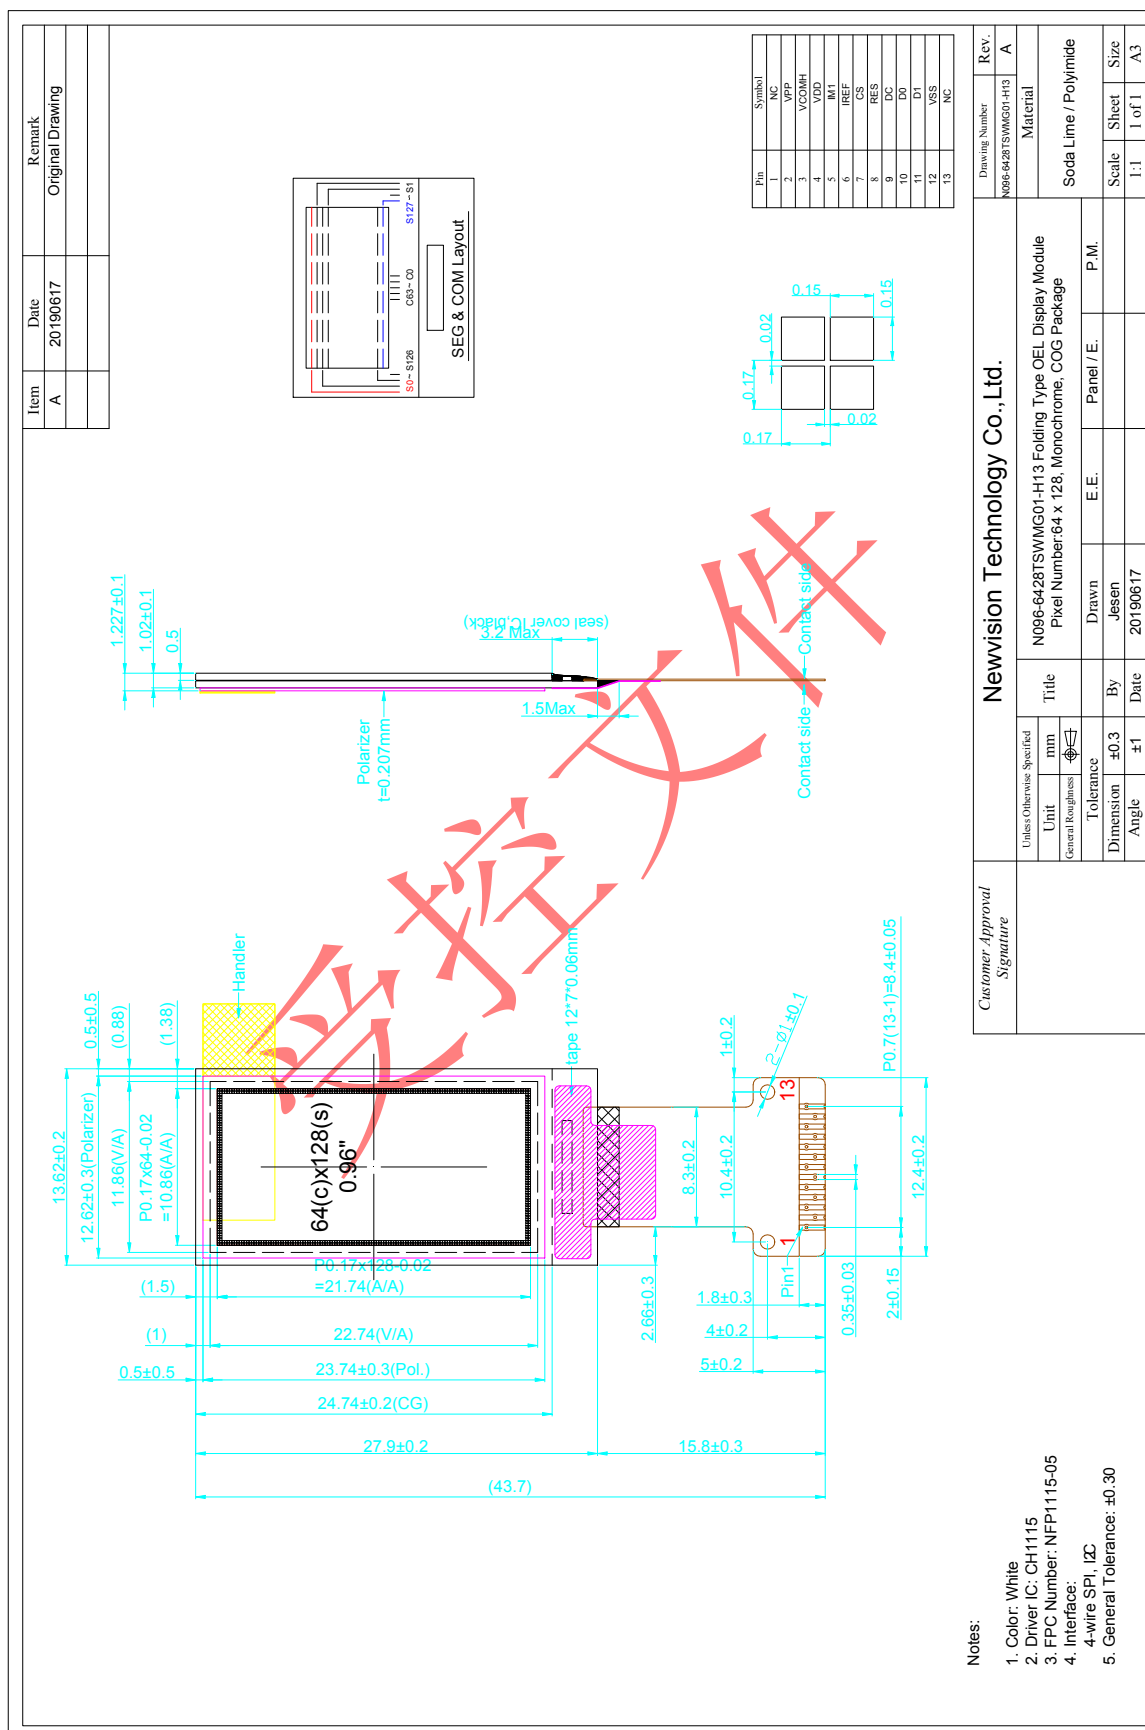 Item Date Remark
A 20190617 Original Drawing
S0~ S126
C63~ C0
S127~ S1
SEG & COM Layout
1.227±0.1
1.02±0.1
0.5
Polarizer
t=0.207mm
3.2 Max
(seal cover IC,black)
1.5Max
Contact side
Contact side
0.17
0.02
0.15
0.15
0.17
0.02
Pin Symbol
1 NC
2 VPP
3 VCOMH
4 VDD
5 IM1
6 IREF
7 CS
8 RES
9 DC
10 D0
11 D1
12 VSS
13 NC
受控文件
Handler
0.5±0.5
(0.88)
(1.38)
13.62±0.2
12.62±0.3(Polarizer)
11.86(V/A)
P0.17x64-0.02
=10.86(A/A)
64(c)x128(s)
0.96"
P0.17x128-0.02
=21.74(A/A)
(1.5)
(1)
22.74(V/A)
0.5±0.5
23.74±0.3(Pol.)
24.74±0.2(CG)
27.9±0.2
15.8±0.3
(43.7)
tape 12*7*0.06mm
1±0.2
2-Ø1±0.1
8.3±0.2
10.4±0.2
12.4±0.2
P0.7(13-1)=8.4±0.05
13
1
Pin1
2.66±0.3
1.8±0.3
4±0.2
5±0.2
0.35±0.03
2±0.15
Notes:
1. Color: White
2. Driver IC: CH1115
3. FPC Number: NFP1115-05
4. Interface:
4-wire SPI, I2C
5. General Tolerance: ±0.30
Customer Approval
Signature
Newvision Technology Co.,Ltd.
Drawing Number Rev.
N096-6428TSWMG01-H13 A
Unless Otherwise Specified
Unit mm
General Roughness
Tolerance
Dimension ±0.3
Angle ±1
Title
N096-6428TSWMG01-H13 Folding Type OEL Display Module
Pixel Number:64 x 128, Monochrome, COG Package
Material
Soda Lime / Polyimide
By Drawn E.E. Panel / E. P.M.
Jesen
Date 20190617
Scale Sheet Size
1:1 1 of 1 A3